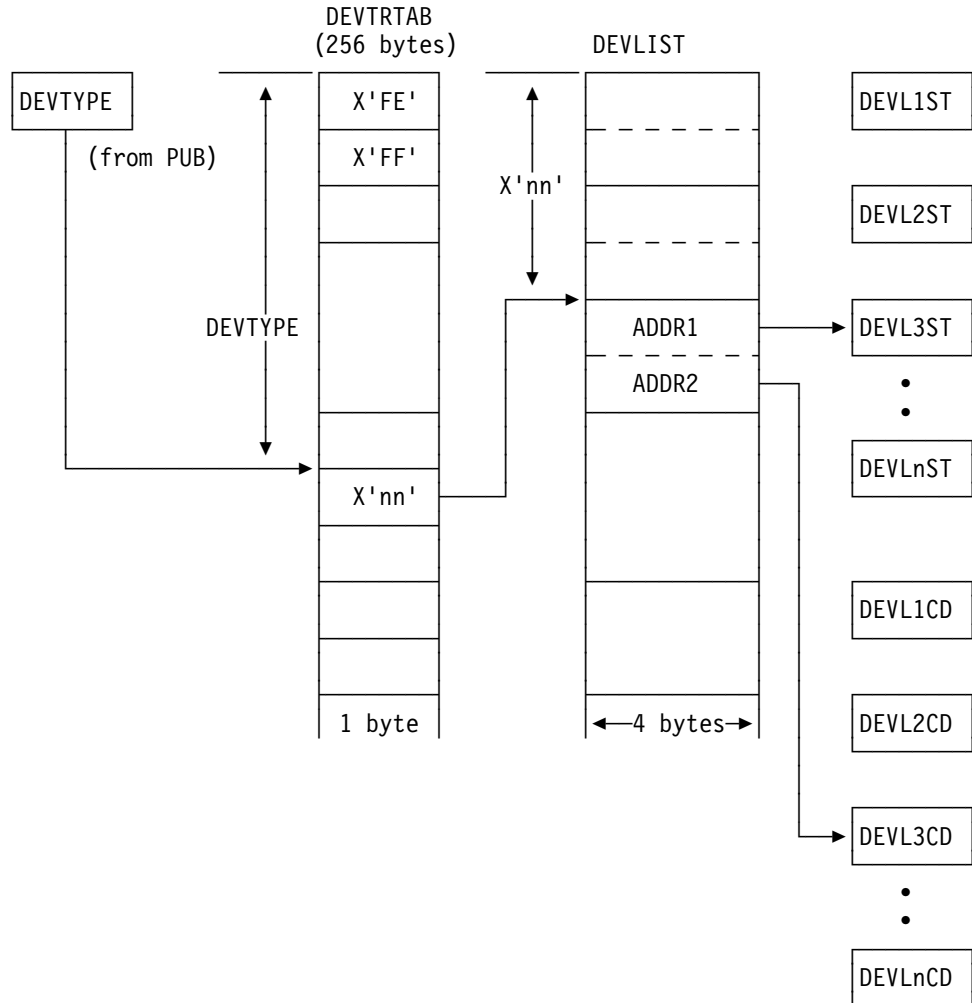 DEVTRTAB
(256 bytes)
DEVLIST
DEVTYPE
X'FE'
DEVL1ST
(from PUB)
X'FF'
X'nn'
DEVL2ST
DEVTYPE
ADDR1
DEVL3ST
ADDR2
X'nn'
DEVLnST
DEVL1CD
1 byte
4 bytes
DEVL2CD
DEVL3CD
DEVLnCD